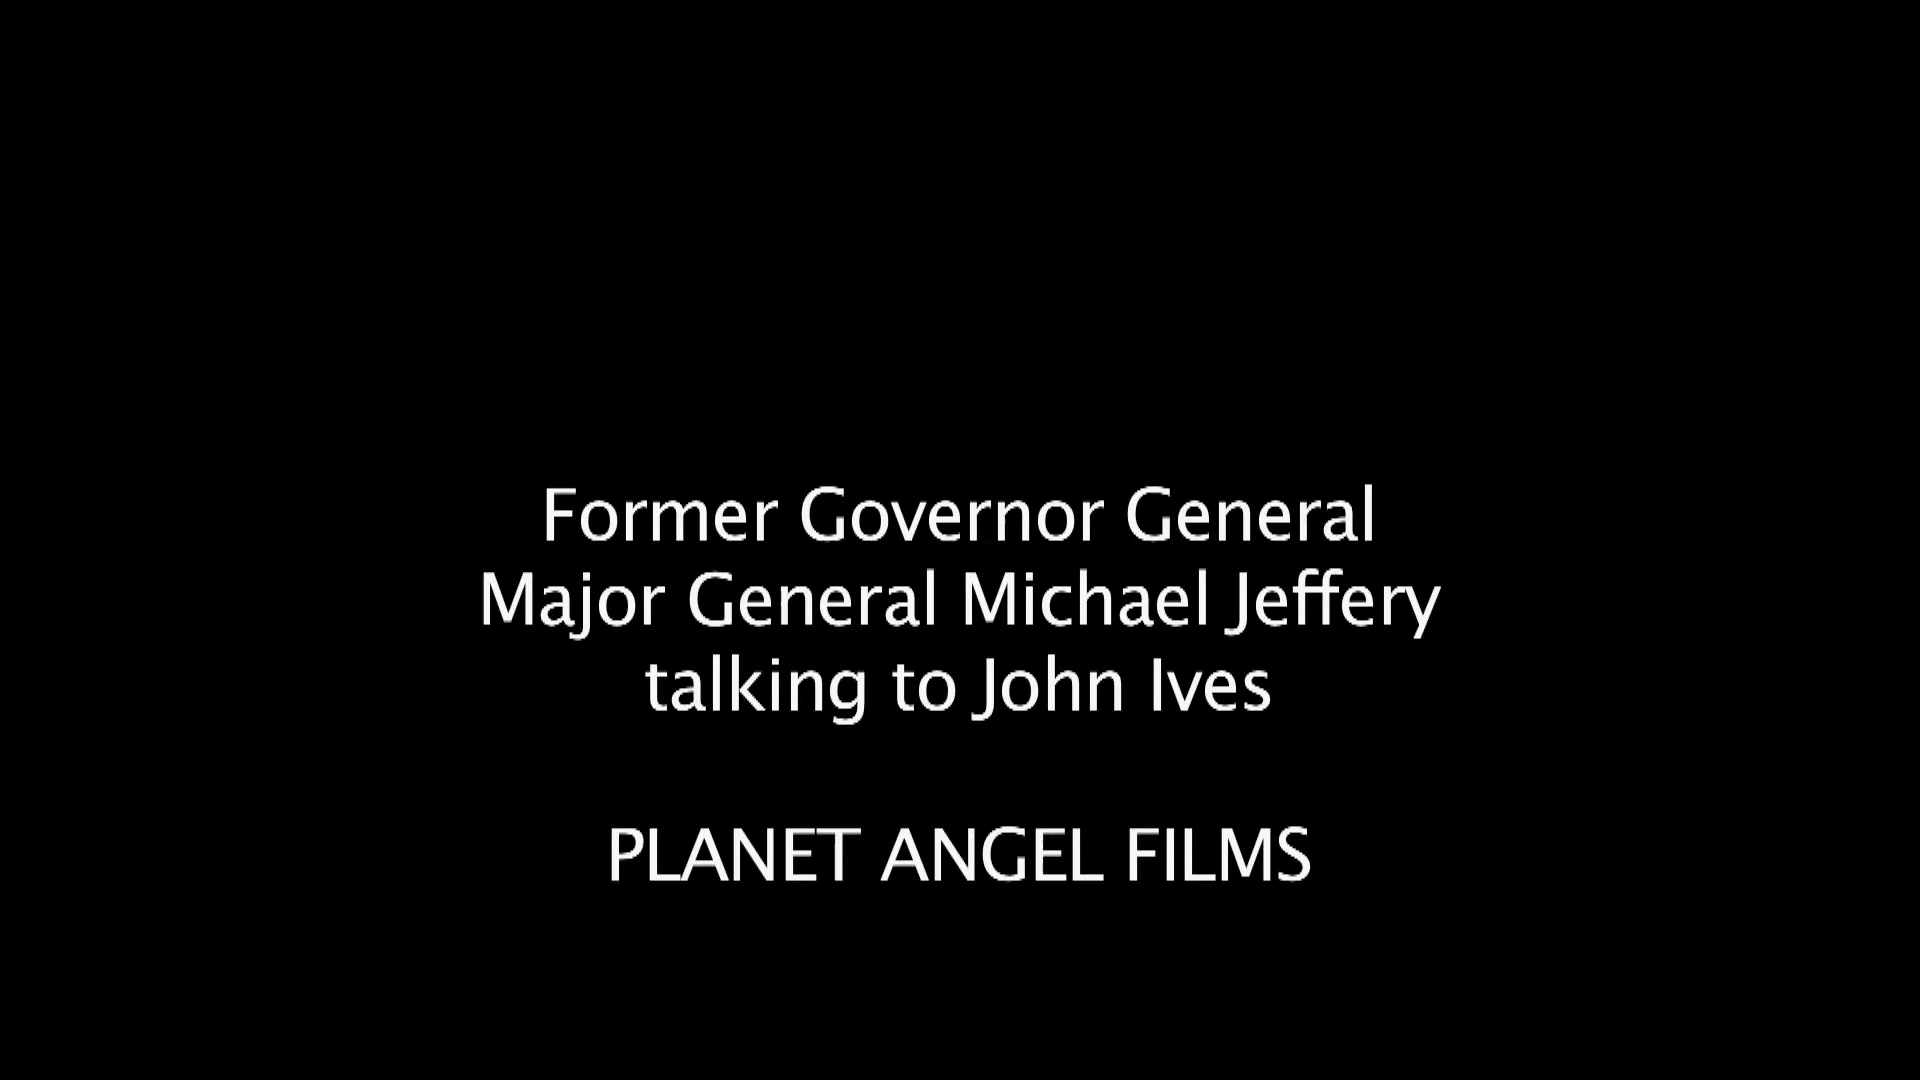 Former Governor General
Major General Michael Jeffery
talking to John Ives
PLANET ANGEL FILMS